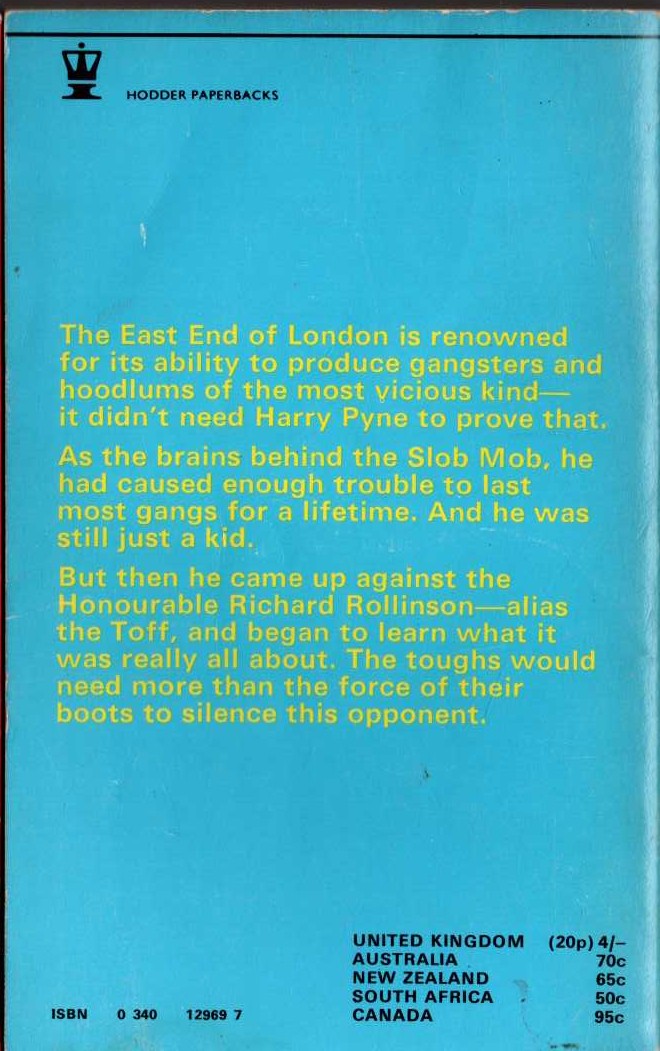 HODDER PAPERBACKS
The East End of London is renowned
for its ability to produce gangsters and
hoodlums of the most vicious kind—
it didn't need Harry Pyne to prove that.
As the brains behind the Slob Mob, he
had caused enough trouble to last
most gangs for a lifetime. And he was
still just a kid.
But then he came up against the
Honourable Richard Rollinson—alias
the Toff, and began to learn what it
was really all about. The toughs would
need more than the force of their
boots to silence this opponent.
UNITED KINGDOM (20p) 4/–
AUSTRALIA 70c
NEW ZEALAND 65c
SOUTH AFRICA 50c
CANADA 95c
ISBN 0 340 12969 7